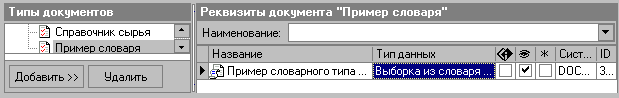 Типы документов
Справочник сырья
Пример словаря
Добавить >>
Удалить
Реквизиты документа "Пример словаря"
Наименование:
Название Тип данных * Сист... ID
Пример словарного типа ... Выборка из словаря ... DOC... 3...